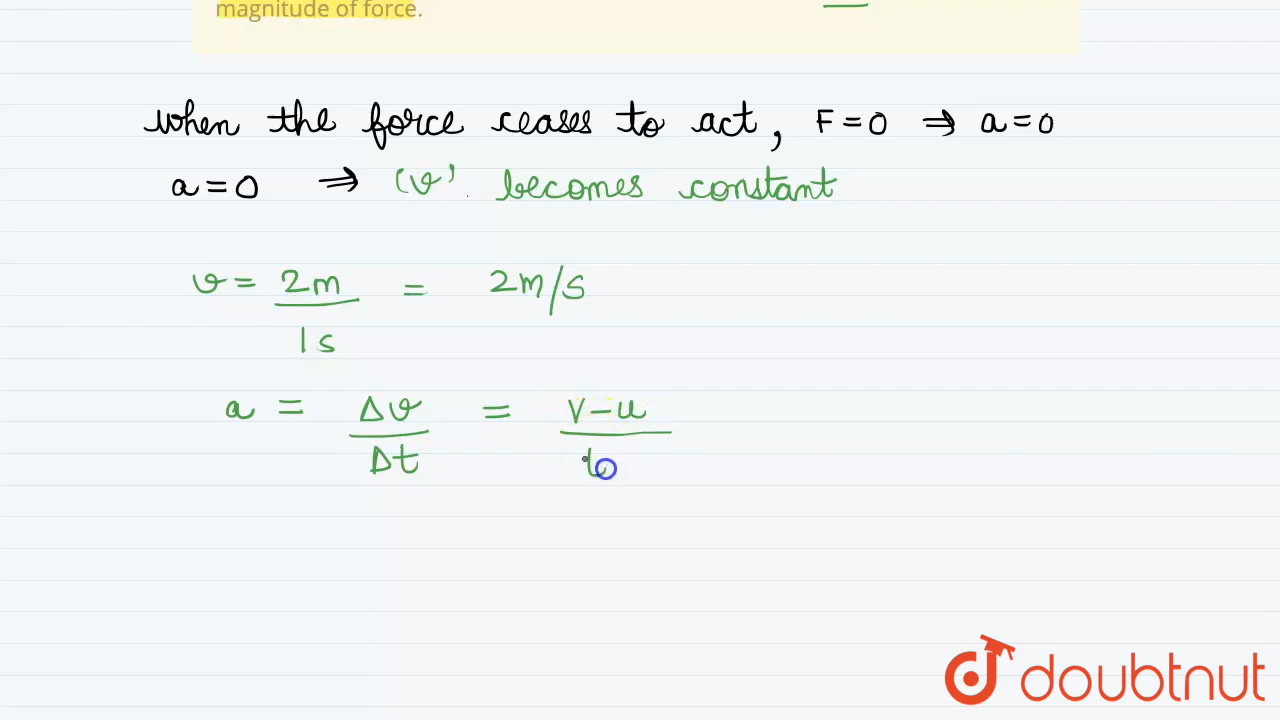 magnitude of force.
when the force ceases to act, F = 0 ⇒ a = 0
a = 0 ⇒ 'v' becomes constant
v = 2m/1s = 2m/s
a = Δv/Δt = v-u/t
doubtnut